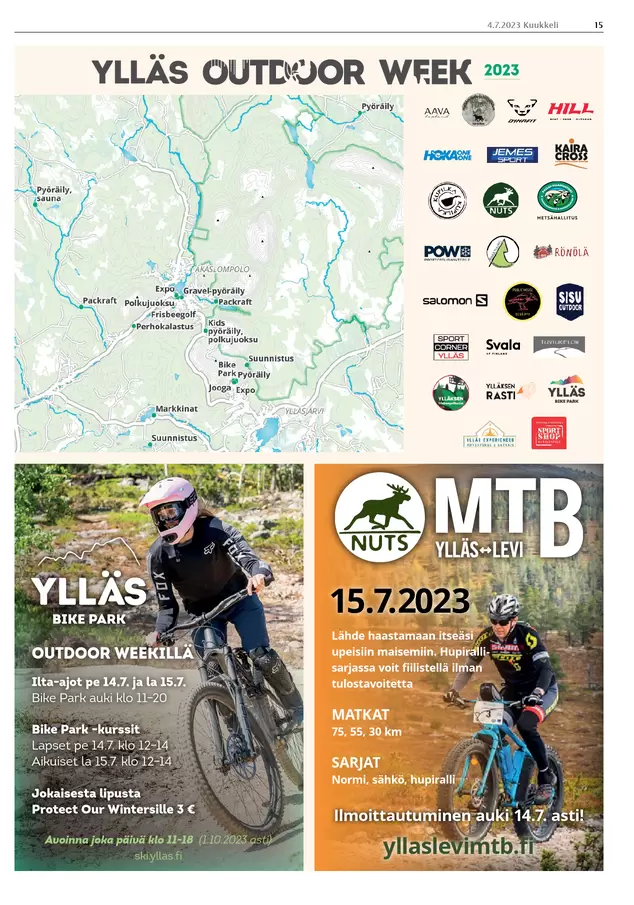 4.7.2023 Kuukkeli 15
YLLÄS OUTDOOR WEEK 2023
Pyöräily
Pyöräily,
sauna
ÄKÄSLOMPOLO
Expo
Gravel-pyöräily
Packraft
Polkujuoksu
Packraft
Frisbeegolf
Perhokalastus
Kids
pyöräily,
polkujuoksu
Suunnistus
Bike
Park
Pyöräily
Jooga
Expo
YLLÄSJÄRVI
Markkinat
Suunnistus
AAVA
DYNAFIT
HILL
HOKA ONE ONE
JEMES
SPORT
KAIRA
CROSS
KUPILKA
NUTS
METSÄHALLITUS
POW
RÖNÖLÄ
salomon S
SISU
OUTDOOR
SPORT
CORNER
YLLÄS
Svala
OF FINLAND
YLLÄKSEN
YLLÄKSEN
RASTI
YLLÄS
BIKE PARK
YLLÄS EXPERIENCES
SPORT
SHOP
YLLÄS
BIKE PARK
OUTDOOR WEEKILLÄ
Ilta-ajot pe 14.7. ja la 15.7.
Bike Park auki klo 11–20
Bike Park -kurssit
Lapset pe 14.7. klo 12–14
Aikuiset la 15.7. klo 12–14
Jokaisesta lipusta
Protect Our Wintersille 3 €
Avoinna joka päivä klo 11–18 (1.10.2023 asti)
ski.yllas.fi
FOX
FOX
NUTS
MTB
YLLÄS↔LEVI
15.7.2023
Lähde haastamaan itseäsi
upeisiin maisemiin. Hupiralli-
sarjassa voit fiilistellä ilman
tulostavoitetta
MATKAT
75, 55, 30 km
SARJAT
Normi, sähkö, hupiralli
Ilmoittautuminen auki 14.7. asti!
yllaslevimtb.fi